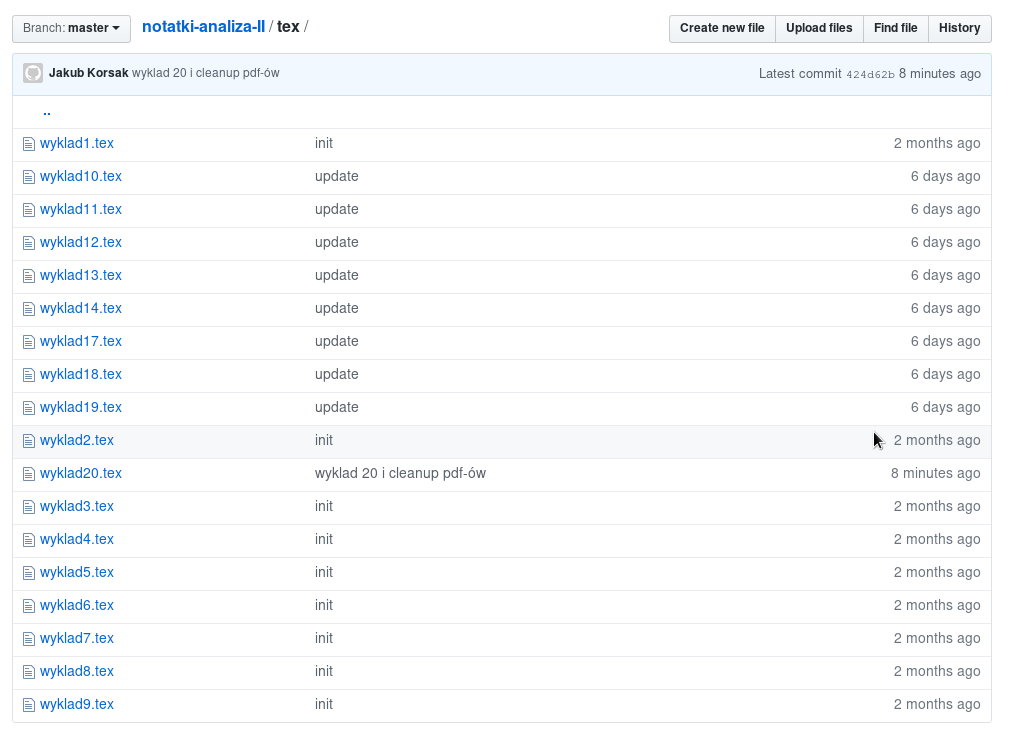 Branch: master notatki-analiza-II / tex / Create new file Upload files Find file History
Jakub Korsak wyklad 20 i cleanup pdf-ów Latest commit 424d62b 8 minutes ago
..
wyklad1.tex init 2 months ago
wyklad10.tex update 6 days ago
wyklad11.tex update 6 days ago
wyklad12.tex update 6 days ago
wyklad13.tex update 6 days ago
wyklad14.tex update 6 days ago
wyklad17.tex update 6 days ago
wyklad18.tex update 6 days ago
wyklad19.tex update 6 days ago
wyklad2.tex init 2 months ago
wyklad20.tex wyklad 20 i cleanup pdf-ów 8 minutes ago
wyklad3.tex init 2 months ago
wyklad4.tex init 2 months ago
wyklad5.tex init 2 months ago
wyklad6.tex init 2 months ago
wyklad7.tex init 2 months ago
wyklad8.tex init 2 months ago
wyklad9.tex init 2 months ago